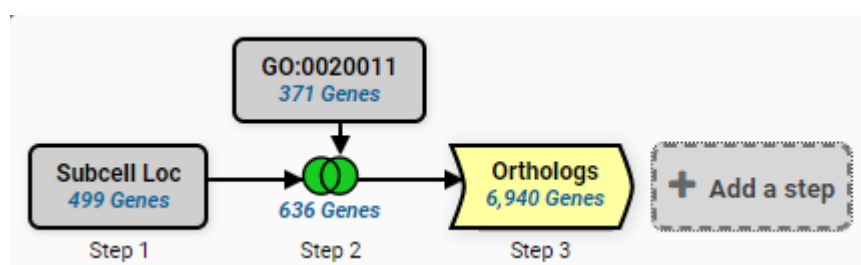 GO:0020011
371 Genes
Subcell Loc
499 Genes
636 Genes
Orthologs
6,940 Genes
+ Add a step
Step 1
Step 2
Step 3